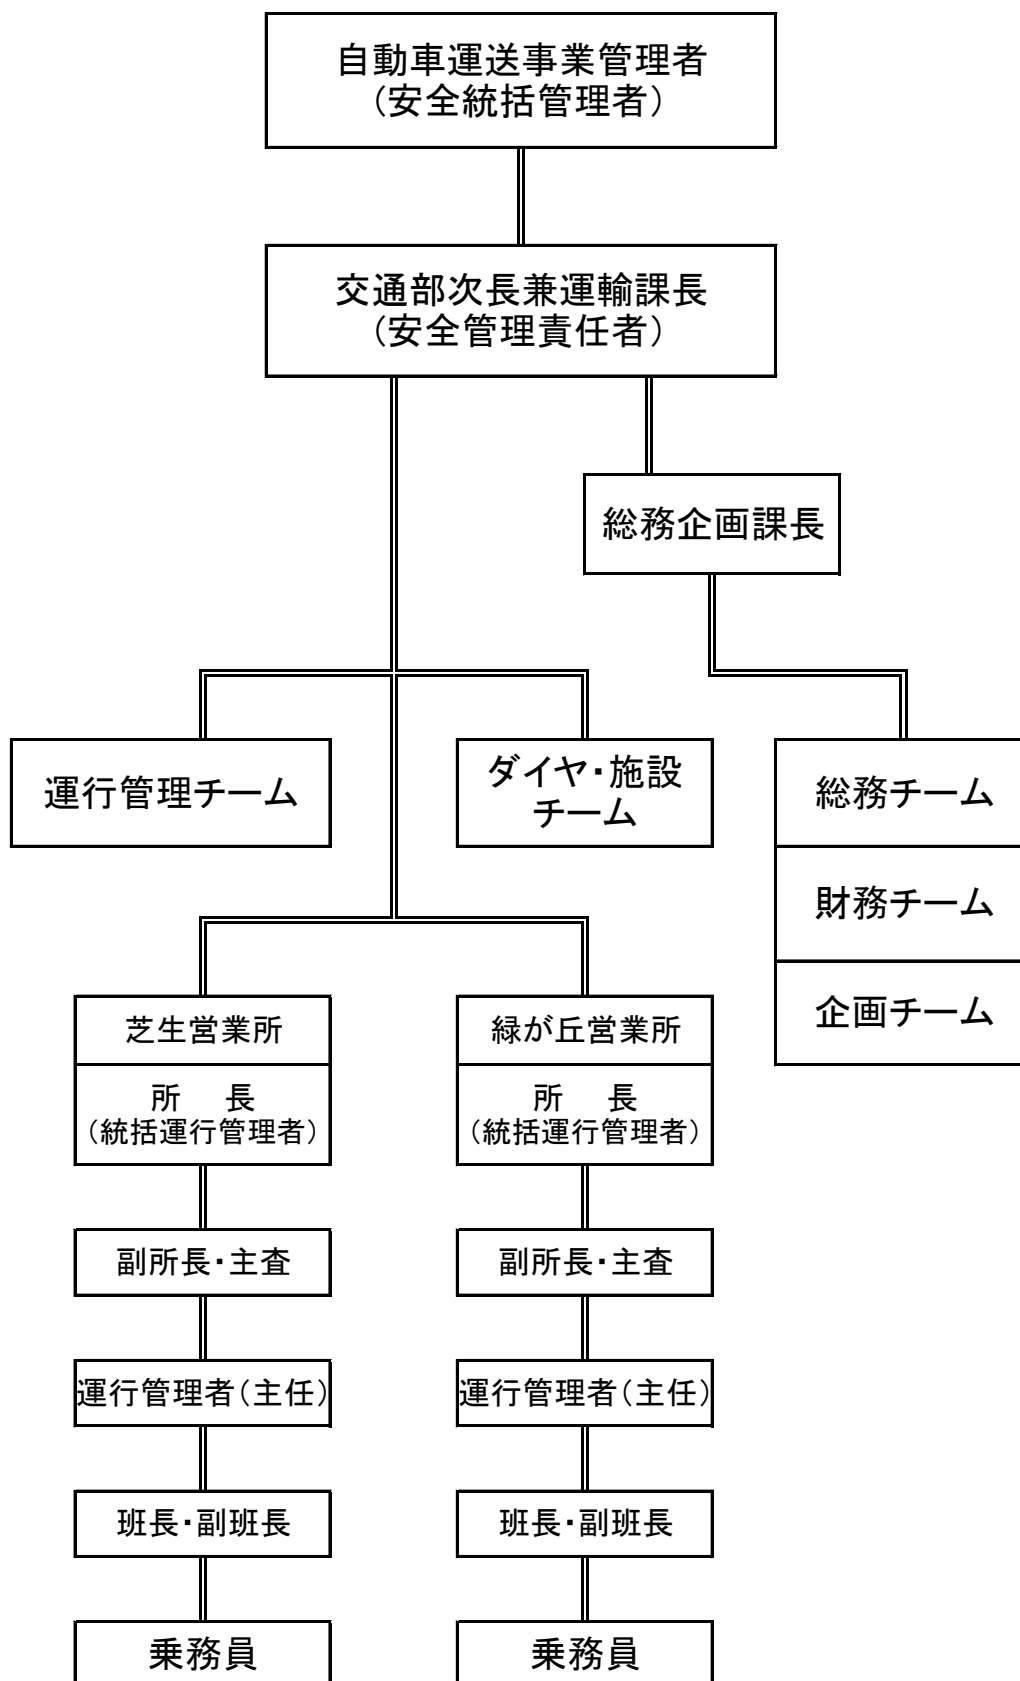 自動車運送事業管理者
（安全統括管理者）
交通部次長兼運輸課長
（安全管理責任者）
総務企画課長
運行管理チーム
ダイヤ・施設
チーム
総務チーム
財務チーム
企画チーム
芝生営業所
所　長
（統括運行管理者）
緑が丘営業所
所　長
（統括運行管理者）
副所長・主査
副所長・主査
運行管理者（主任）
運行管理者（主任）
班長・副班長
班長・副班長
乗務員
乗務員